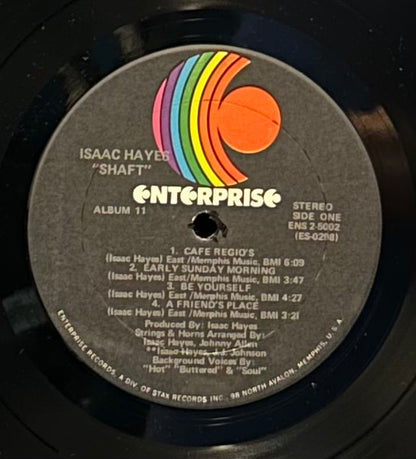 ISAAC HAYES
"SHAFT"
ENTERPRISE
ALBUM 11
STEREO
SIDE ONE
ENS 2-5002
(ES-0298)
1. CAFE REGIO'S
(Isaac Hayes) East /Memphis Music, BMI 6:09
2. EARLY SUNDAY MORNING
(Isaac Hayes) East /Memphis Music, BMI 3:47
3. BE YOURSELF
(Isaac Hayes) East /Memphis Music, BMI 4:27
4. A FRIEND'S PLACE
(Isaac Hayes) East /Memphis Music, BMI 3:21
Produced By: Isaac Hayes
Strings & Horns Arranged By:
Isaac Hayes, Johnny Allen
**Isaac Hayes, J.J. Johnson
Background Voices By:
"Hot" "Buttered" & "Soul"
ENTERPRISE RECORDS, A DIV. OF STAX RECORDS INC., 98 NORTH AVALON, MEMPHIS, U.S.A.